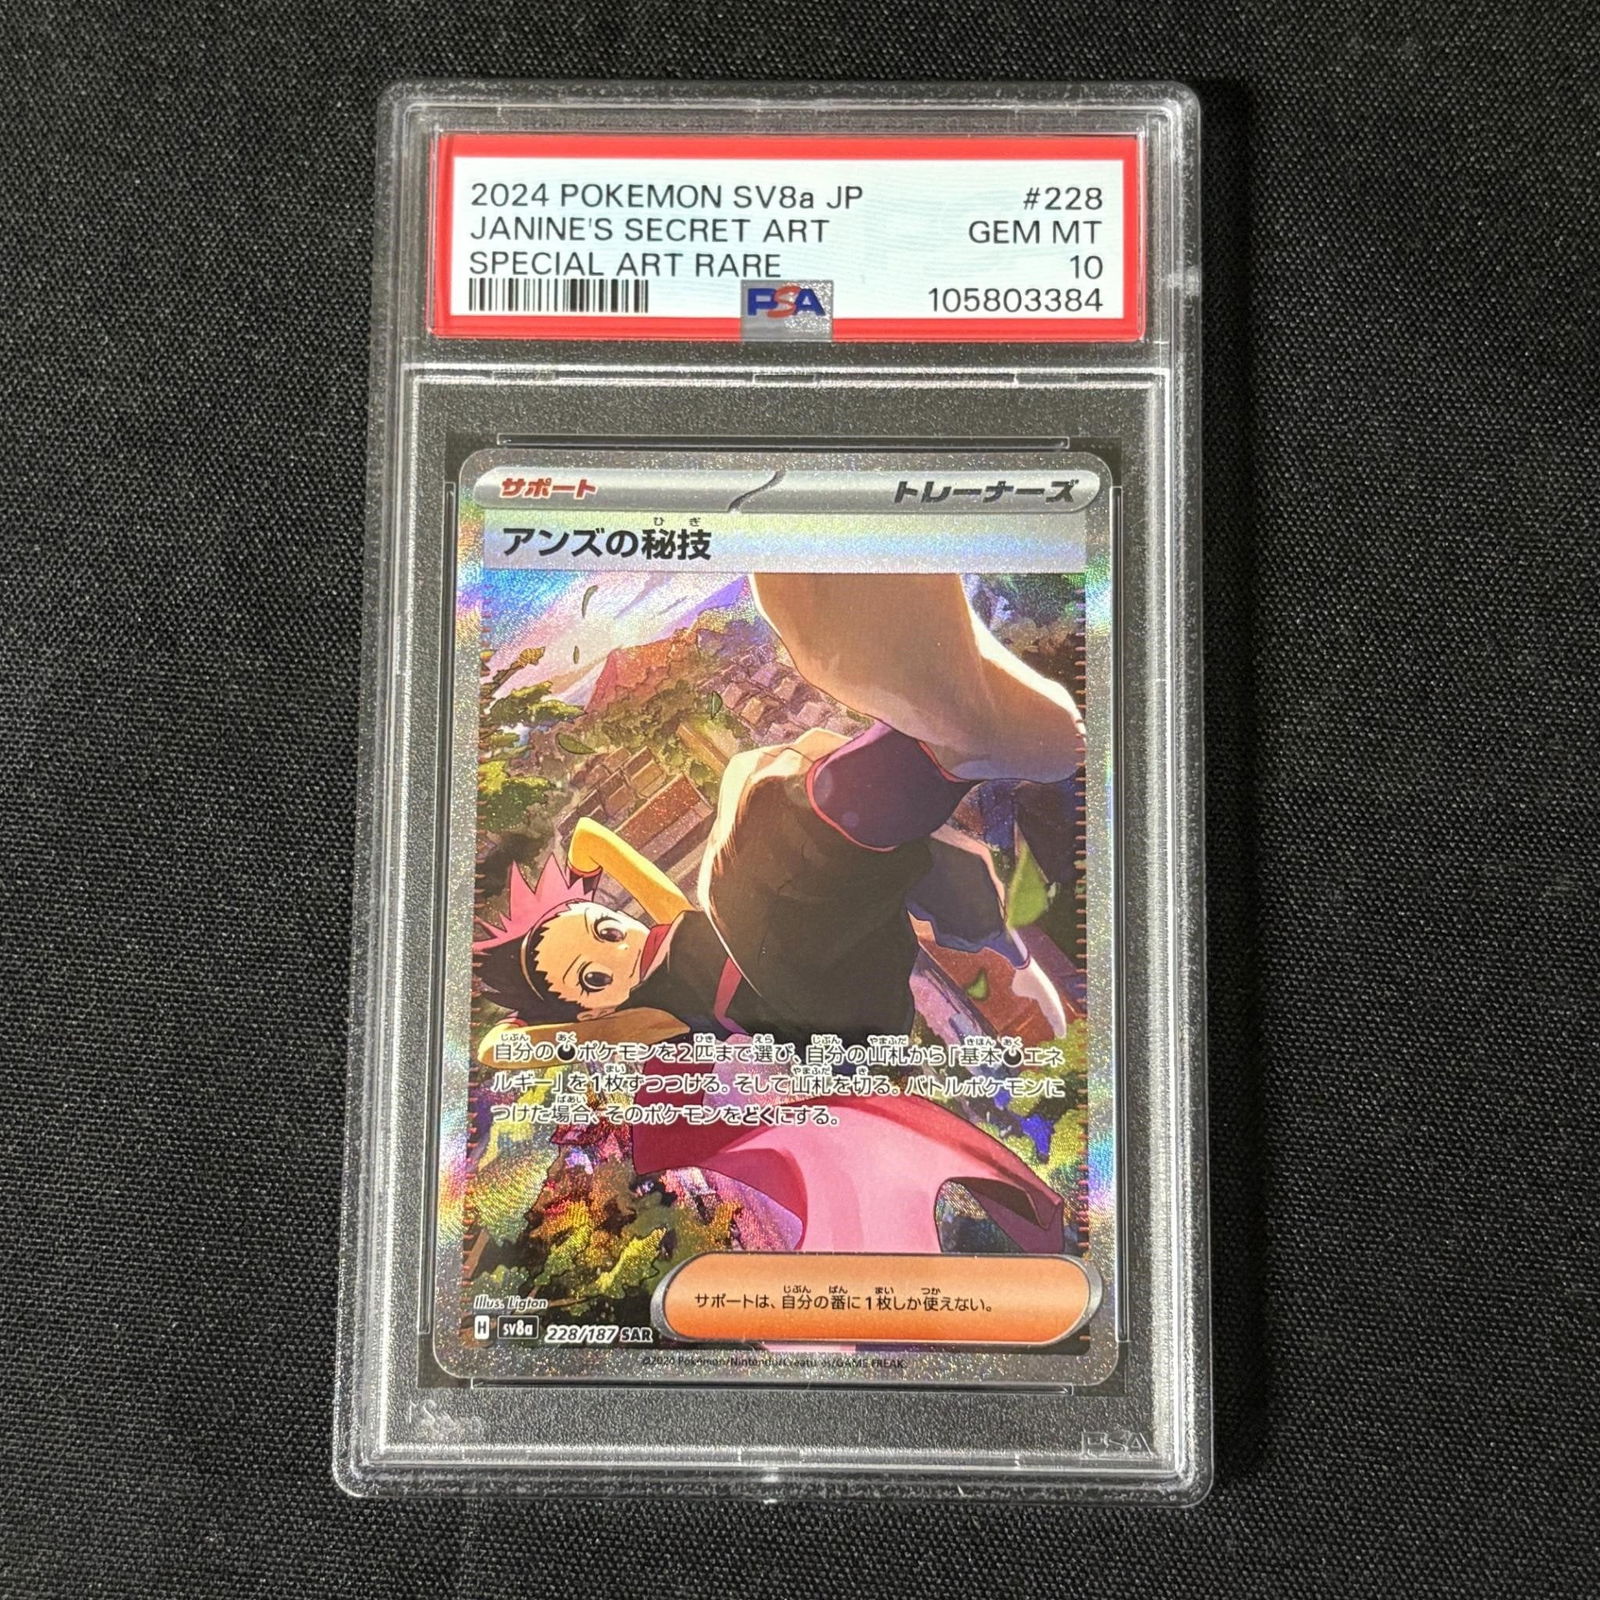 2024 POKEMON SV8a JP #228
JANINE'S SECRET ART GEM MT
SPECIAL ART RARE 10
PSA 105803384
サポート トレーナーズ
アンズの秘技
ひ ぎ
自分のポケモンを2匹まで選び、自分の山札から「基本エネ
ルギー」を1枚ずつつける。そして山札を切る。バトルポケモンに
つけた場合、そのポケモンをどくにする。
サポートは、自分の番に1枚しか使えない。
Illus. Ligton
H sv8a 228/187 SAR
©2024 Pokémon/Nintendo/Creatures/GAME FREAK.
PSA